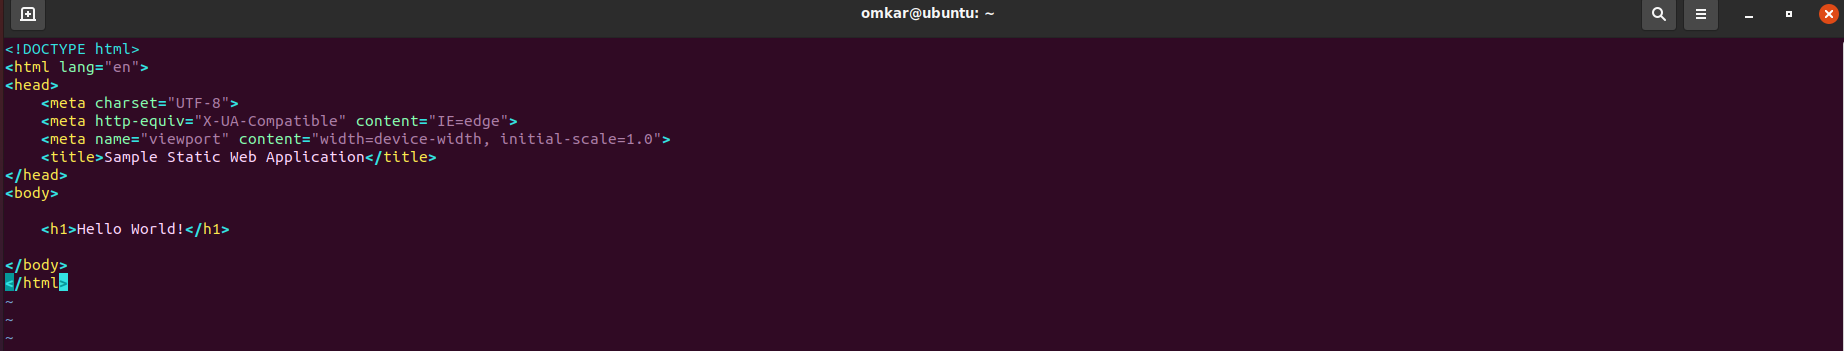 omkar@ubuntu: ~
<!DOCTYPE html>
<html lang="en">
<head>
    <meta charset="UTF-8">
    <meta http-equiv="X-UA-Compatible" content="IE=edge">
    <meta name="viewport" content="width=device-width, initial-scale=1.0">
    <title>Sample Static Web Application</title>
</head>
<body>

    <h1>Hello World!</h1>

</body>
</html>
~
~
~